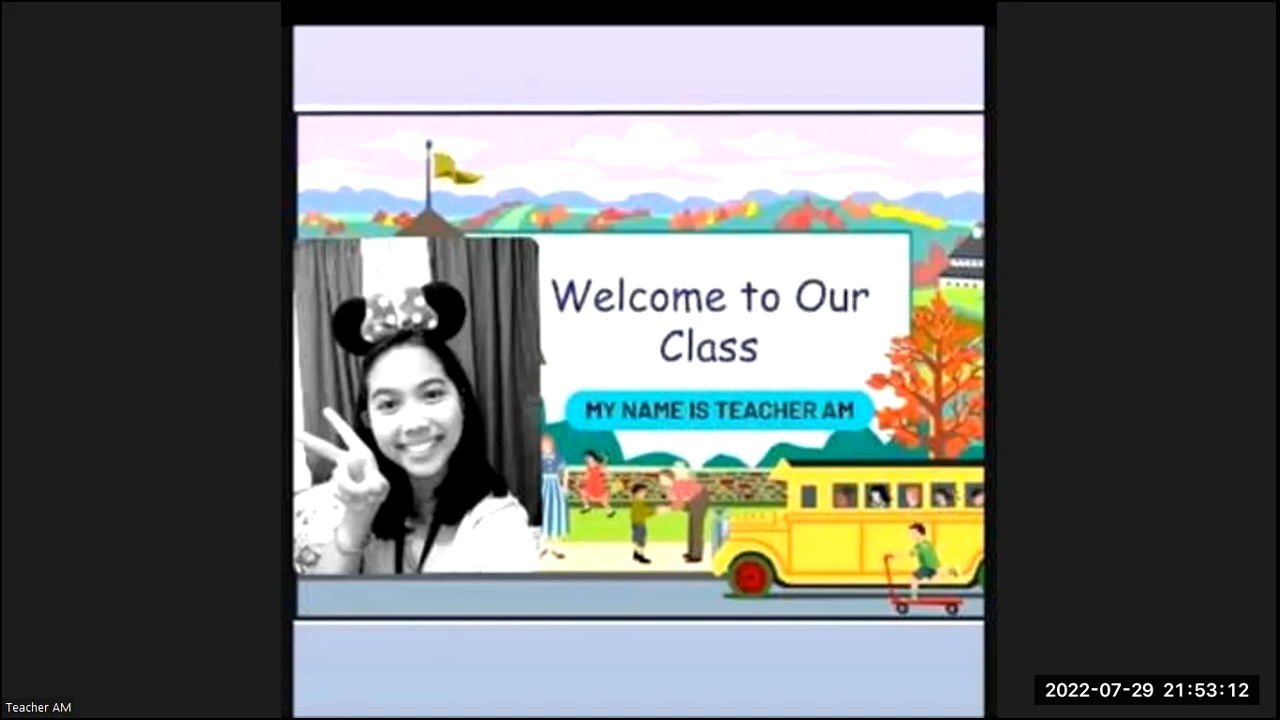 Welcome to Our
Class
MY NAME IS TEACHER AM
Teacher AM
2022-07-29 21:53:12